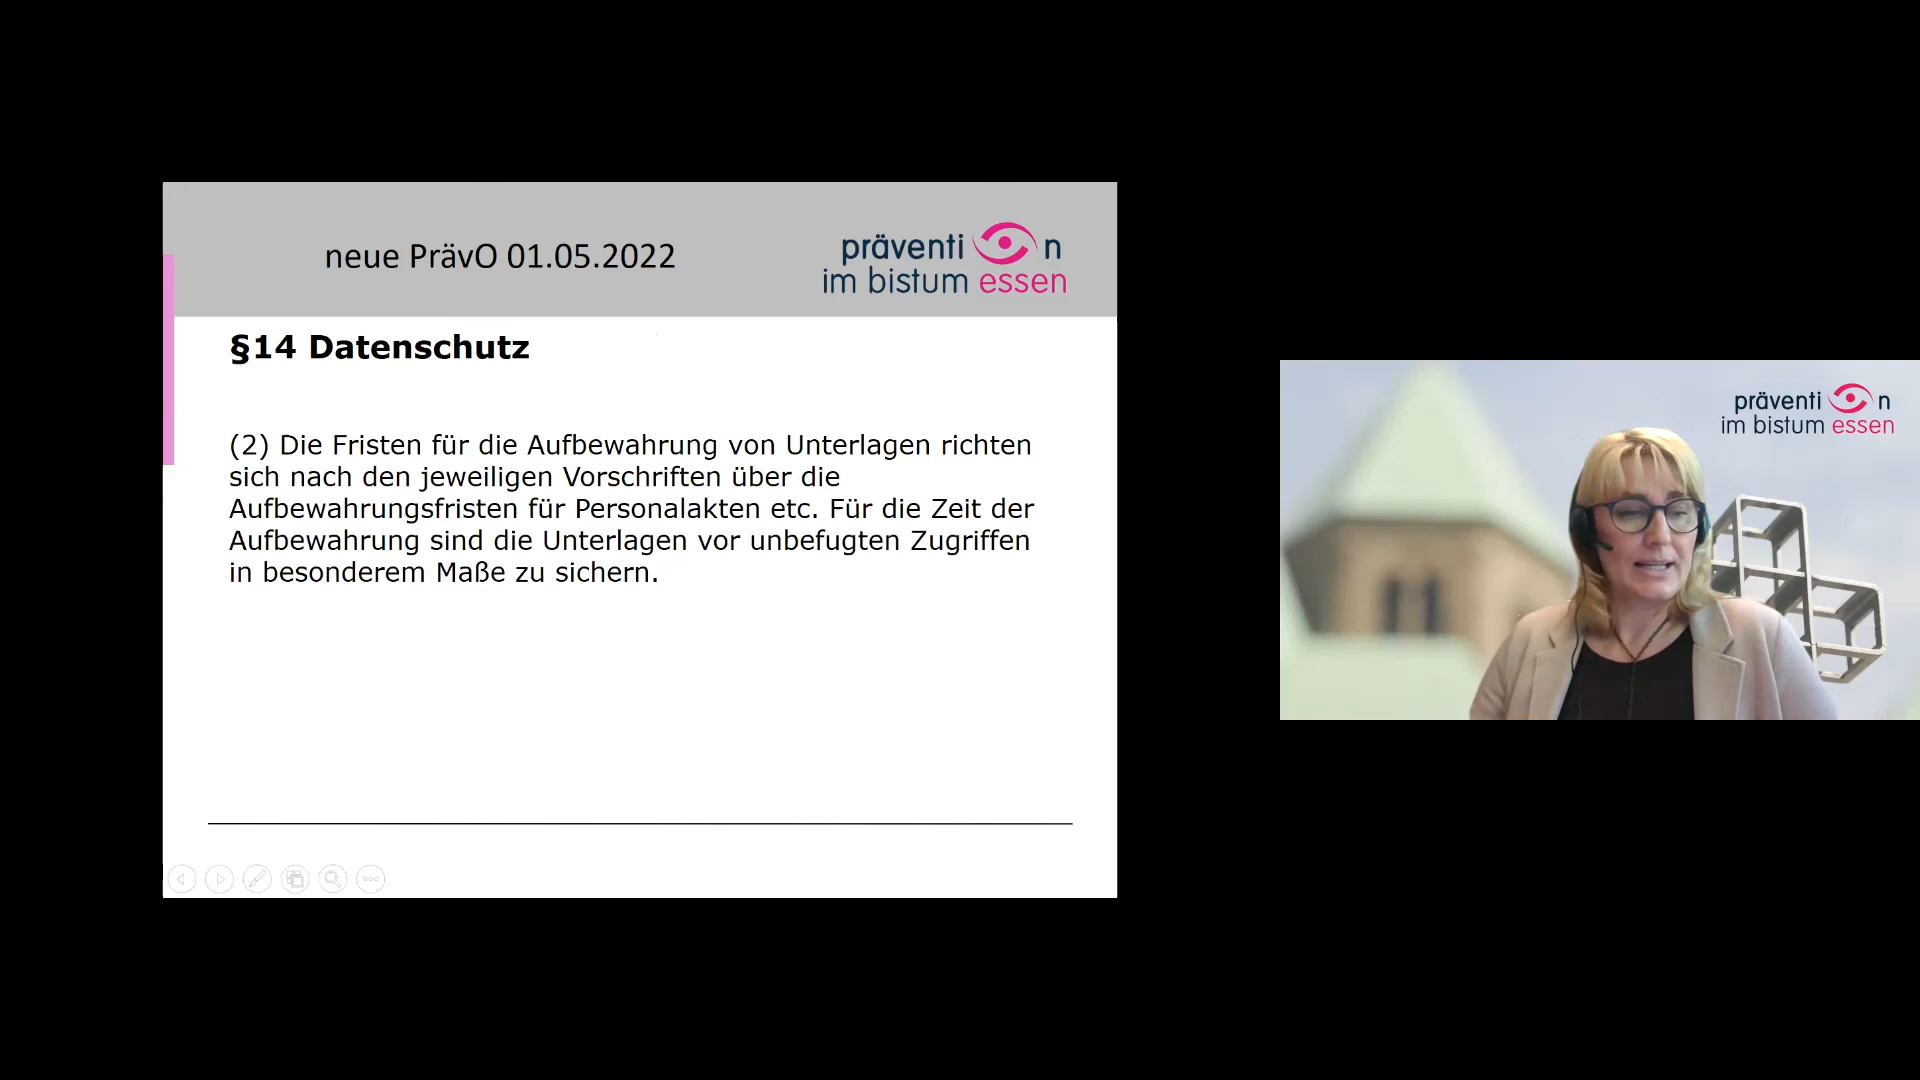 neue PrävO 01.05.2022
präventi n
im bistum essen
§14 Datenschutz
(2) Die Fristen für die Aufbewahrung von Unterlagen richten
sich nach den jeweiligen Vorschriften über die
Aufbewahrungsfristen für Personalakten etc. Für die Zeit der
Aufbewahrung sind die Unterlagen vor unbefugten Zugriffen
in besonderem Maße zu sichern.
präventi n
im bistum essen